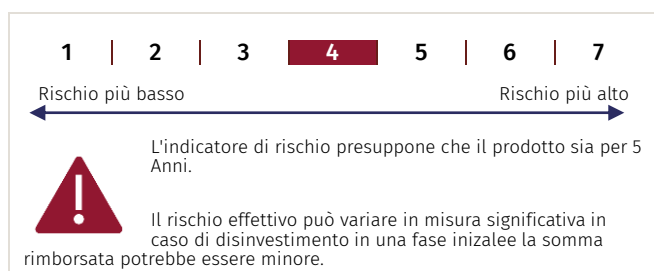 1 | 2 | 3 | 4 | 5 | 6 | 7
Rischio più basso Rischio più alto
L'indicatore di rischio presuppone che il prodotto sia per 5
Anni.
Il rischio effettivo può variare in misura significativa in
caso di disinvestimento in una fase inizalee la somma
rimborsata potrebbe essere minore.